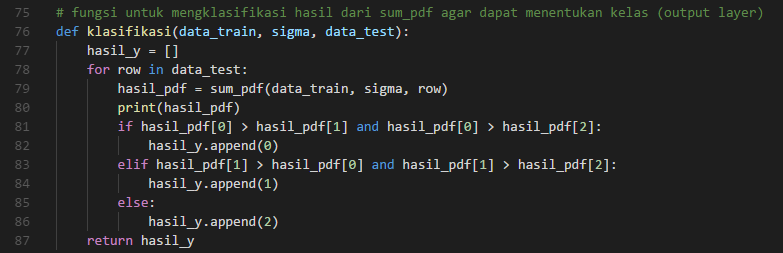 75 # fungsi untuk mengklasifikasi hasil dari sum_pdf agar dapat menentukan kelas (output layer)
76 def klasifikasi(data_train, sigma, data_test):
77     hasil_y = []
78     for row in data_test:
79         hasil_pdf = sum_pdf(data_train, sigma, row)
80         print(hasil_pdf)
81         if hasil_pdf[0] > hasil_pdf[1] and hasil_pdf[0] > hasil_pdf[2]:
82             hasil_y.append(0)
83         elif hasil_pdf[1] > hasil_pdf[0] and hasil_pdf[1] > hasil_pdf[2]:
84             hasil_y.append(1)
85         else:
86             hasil_y.append(2)
87     return hasil_y